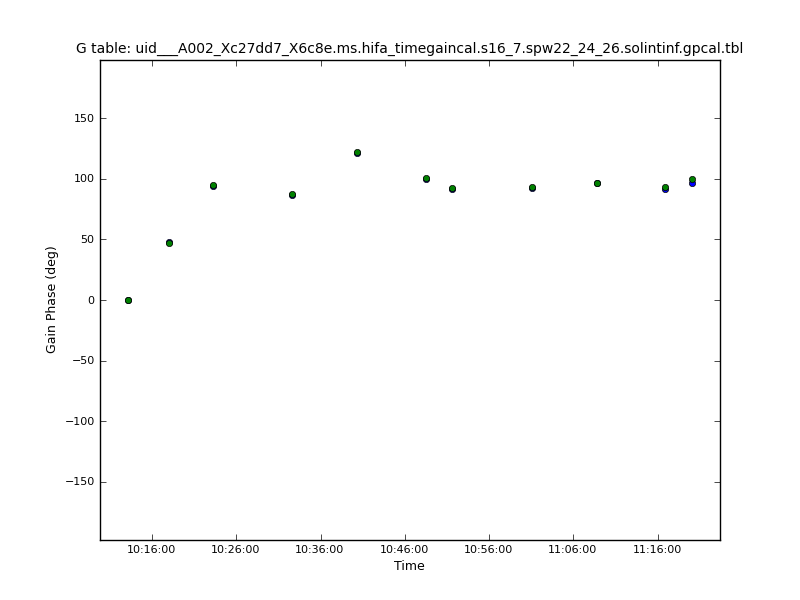 G table: uid___A002_Xc27dd7_X6c8e.ms.hifa_timegaincal.s16_7.spw22_24_26.solintinf.gpcal.tbl
150
100
50
0
−50
−100
−150
Gain Phase (deg)
10:16:00 10:26:00 10:36:00 10:46:00 10:56:00 11:06:00 11:16:00
Time